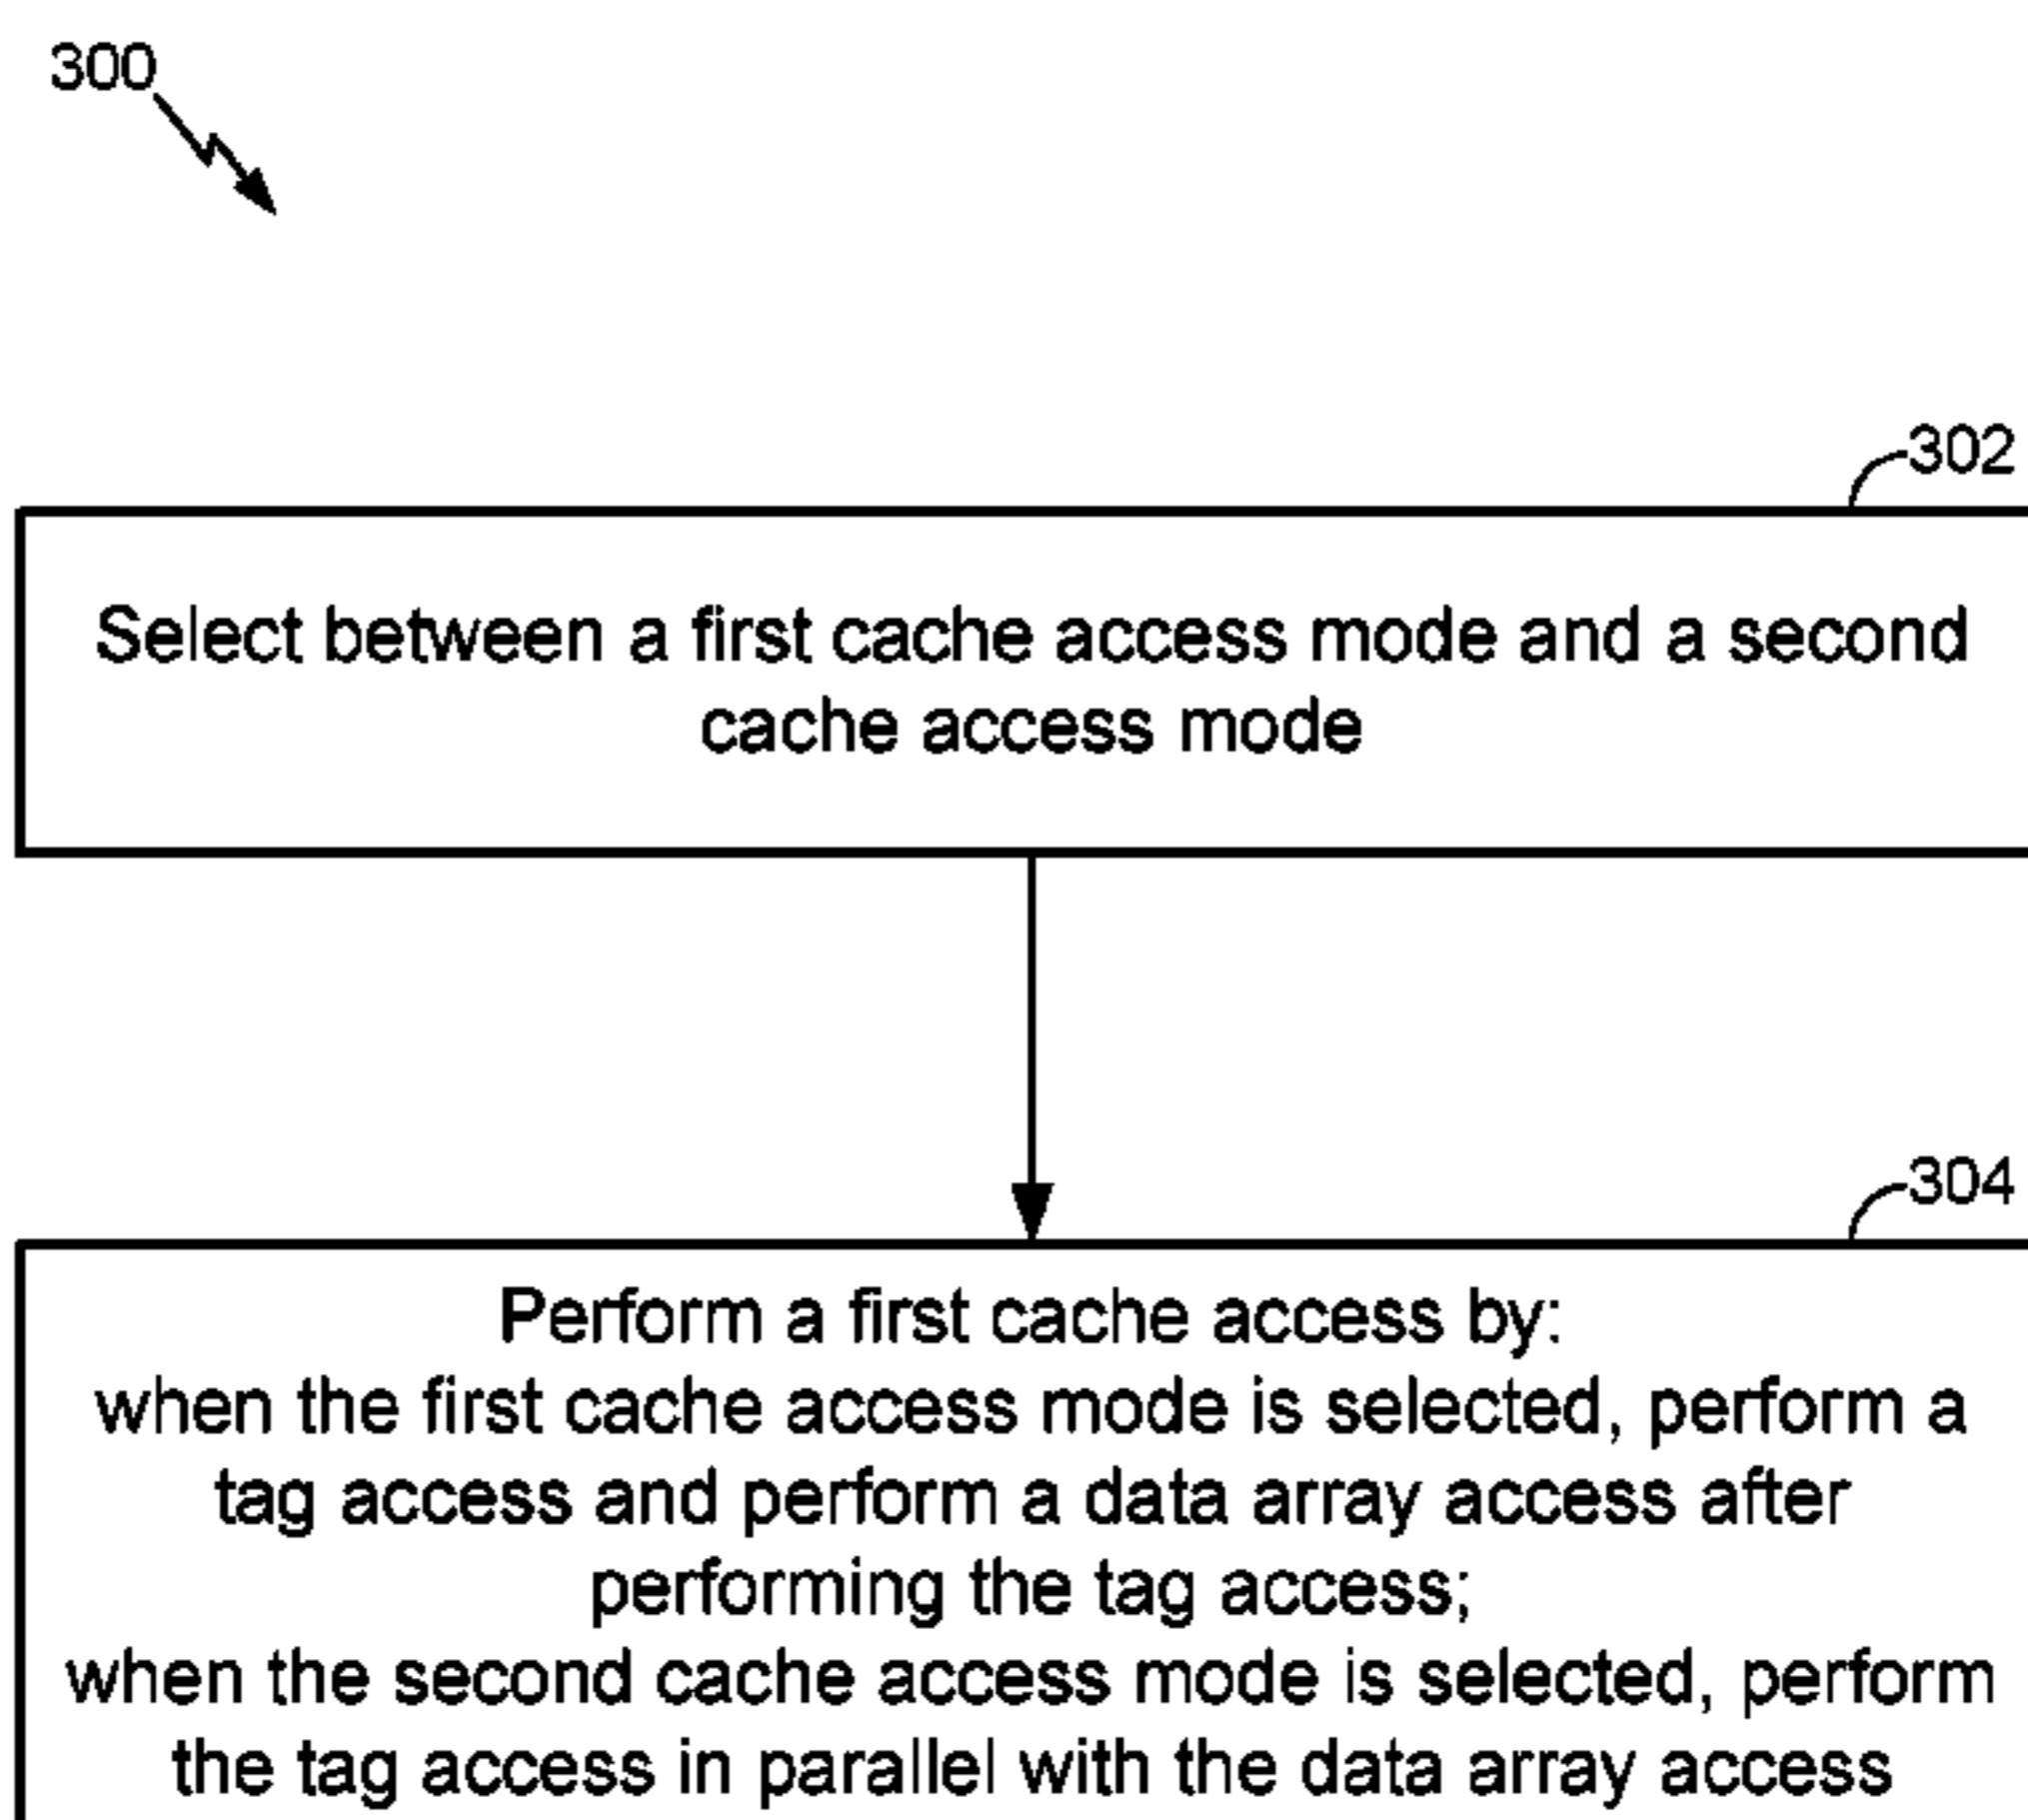 300
302
Select between a first cache access mode and a second
cache access mode
304
Perform a first cache access by:
when the first cache access mode is selected, perform a
tag access and perform a data array access after
performing the tag access;
when the second cache access mode is selected, perform
the tag access in parallel with the data array access